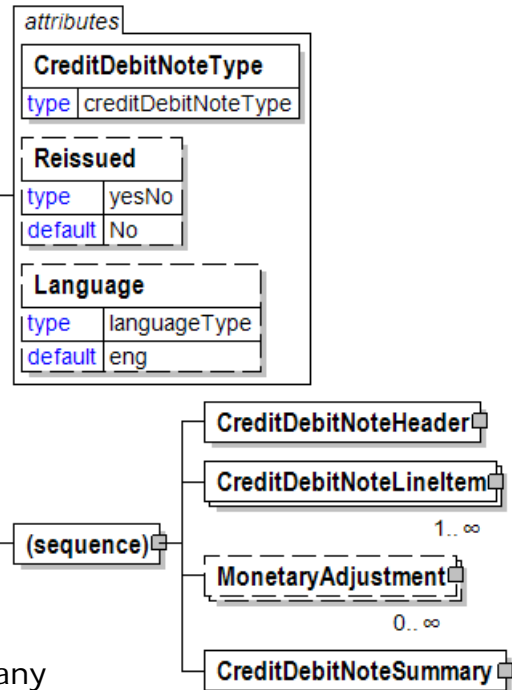 attributes
CreditDebitNoteType
type creditDebitNoteType
Reissued
type yesNo
default No
Language
type languageType
default eng
CreditDebitNoteHeader
CreditDebitNoteLineItem
1.. ∞
(sequence)
MonetaryAdjustment
0.. ∞
any
CreditDebitNoteSummary